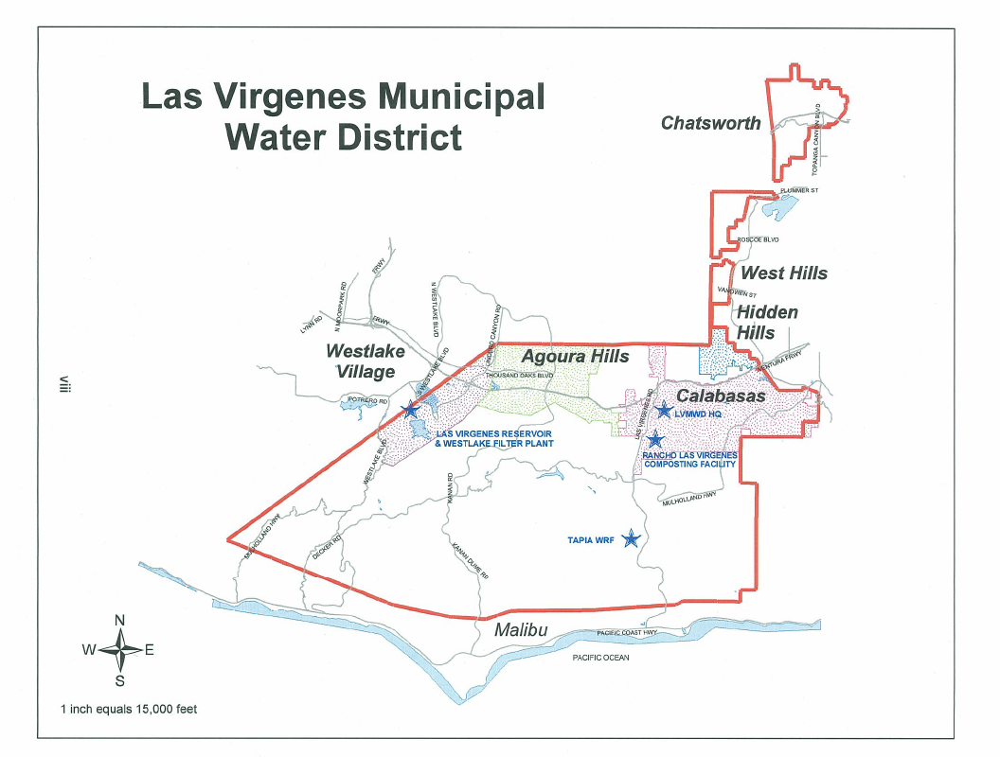 Las Virgenes Municipal
Water District
Chatsworth
TOPANGA CANYON BLVD
PLUMMER ST
ROSCOE BLVD
West Hills
VANOWEN ST
Hidden
Hills
FRWY
N MOORPARK RD
LYNN RD
FRWY
N WESTLAKE BLVD
CANYON RD
Westlake
Village
S WESTLAKE BLVD
Agoura Hills
THOUSAND OAKS BLVD
VENTURA FRWY
Calabasas
POTRERO RD
LAS VIRGENES RD
LVMWD HQ
LAS VIRGENES RESERVOIR
& WESTLAKE FILTER PLANT
RANCHO LAS VIRGENES
COMPOSTING FACILITY
WESTLAKE BLVD
KANAN RD
MULHOLLAND HWY
MULHOLLAND HWY
DECKER RD
TAPIA WRF
KANAN DUME RD
Malibu
PACIFIC COAST HWY
PACIFIC OCEAN
N
W
E
S
1 inch equals 15,000 feet
viii